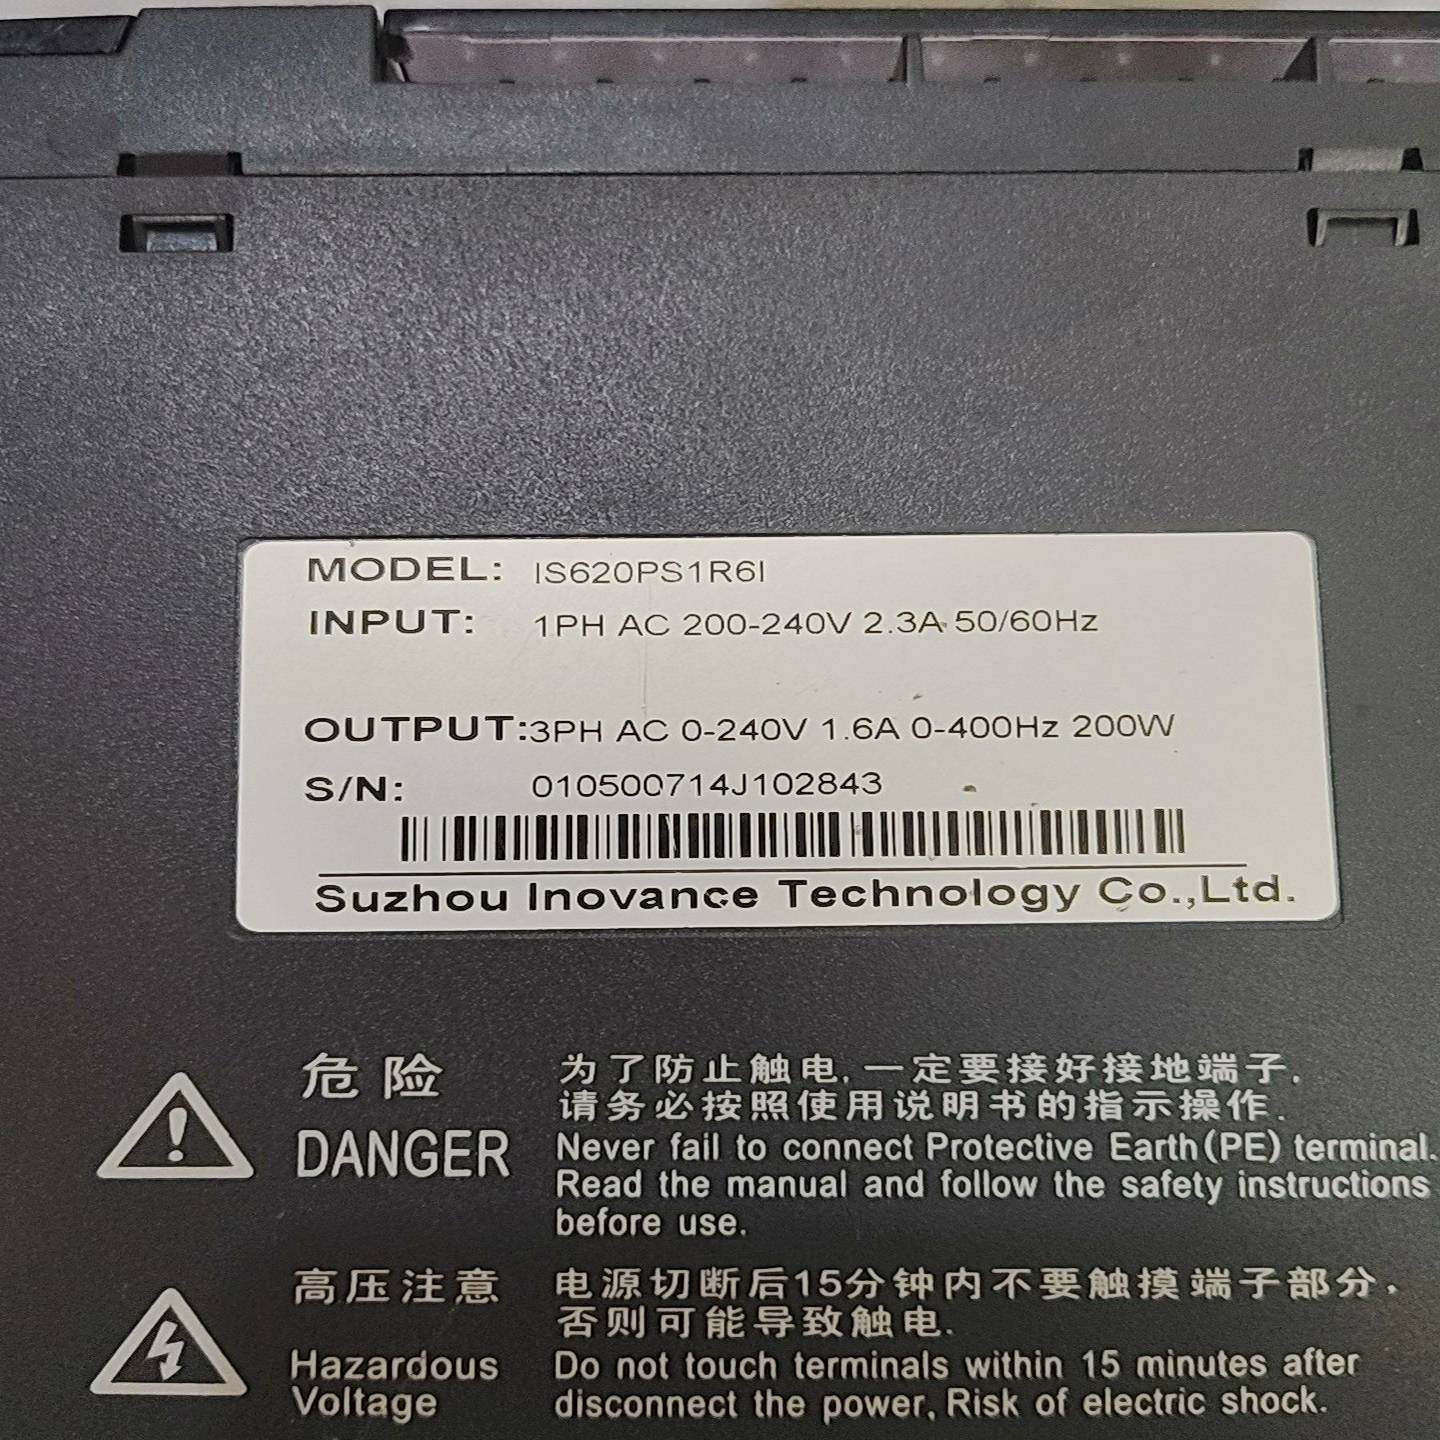 MODEL: IS620PS1R6I
INPUT: 1PH AC 200-240V 2.3A 50/60Hz
OUTPUT:3PH AC 0-240V 1.6A 0-400Hz 200W
S/N: 010500714J102843
Suzhou Inovance Technology Co.,Ltd.
危险
DANGER
为了防止触电,一定要接好接地端子.
请务必按照使用说明书的指示操作.
Never fail to connect Protective Earth(PE) terminal.
Read the manual and follow the safety instructions
before use.
高压注意
Hazardous
Voltage
电源切断后15分钟内不要触摸端子部分,
否则可能导致触电.
Do not touch terminals within 15 minutes after
disconnect the power, Risk of electric shock.